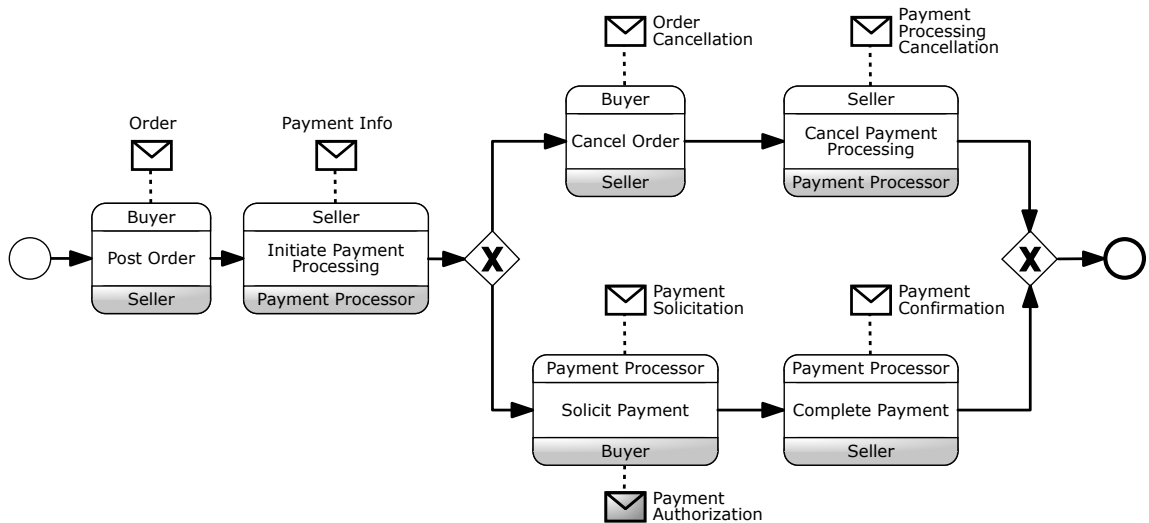 Order
Buyer
Post Order
Seller
Payment Info
Seller
Initiate Payment
Processing
Payment Processor
X
Order
Cancellation
Buyer
Cancel Order
Seller
Payment
Processing
Cancellation
Seller
Cancel Payment
Processing
Payment Processor
Payment
Solicitation
Payment Processor
Solicit Payment
Buyer
Payment
Authorization
Payment
Confirmation
Payment Processor
Complete Payment
Seller
X